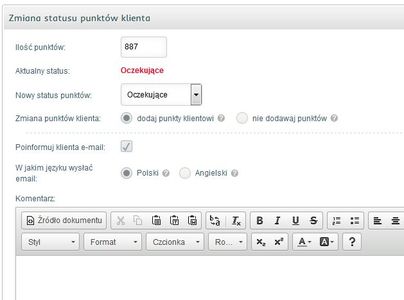 Zmiana statusu punktów klienta
Ilość punktów: 887
Aktualny status: Oczekujące
Nowy status punktów: Oczekujące
Zmiana punktów klienta: dodaj punkty klientowi nie dodawaj punktów
Poinformuj klienta e-mail:
W jakim języku wysłać email: Polski Angielski
Komentarz:
Źródło dokumentu B I U S
Styl Format Czcionka Ro... x₂ x² A A ?